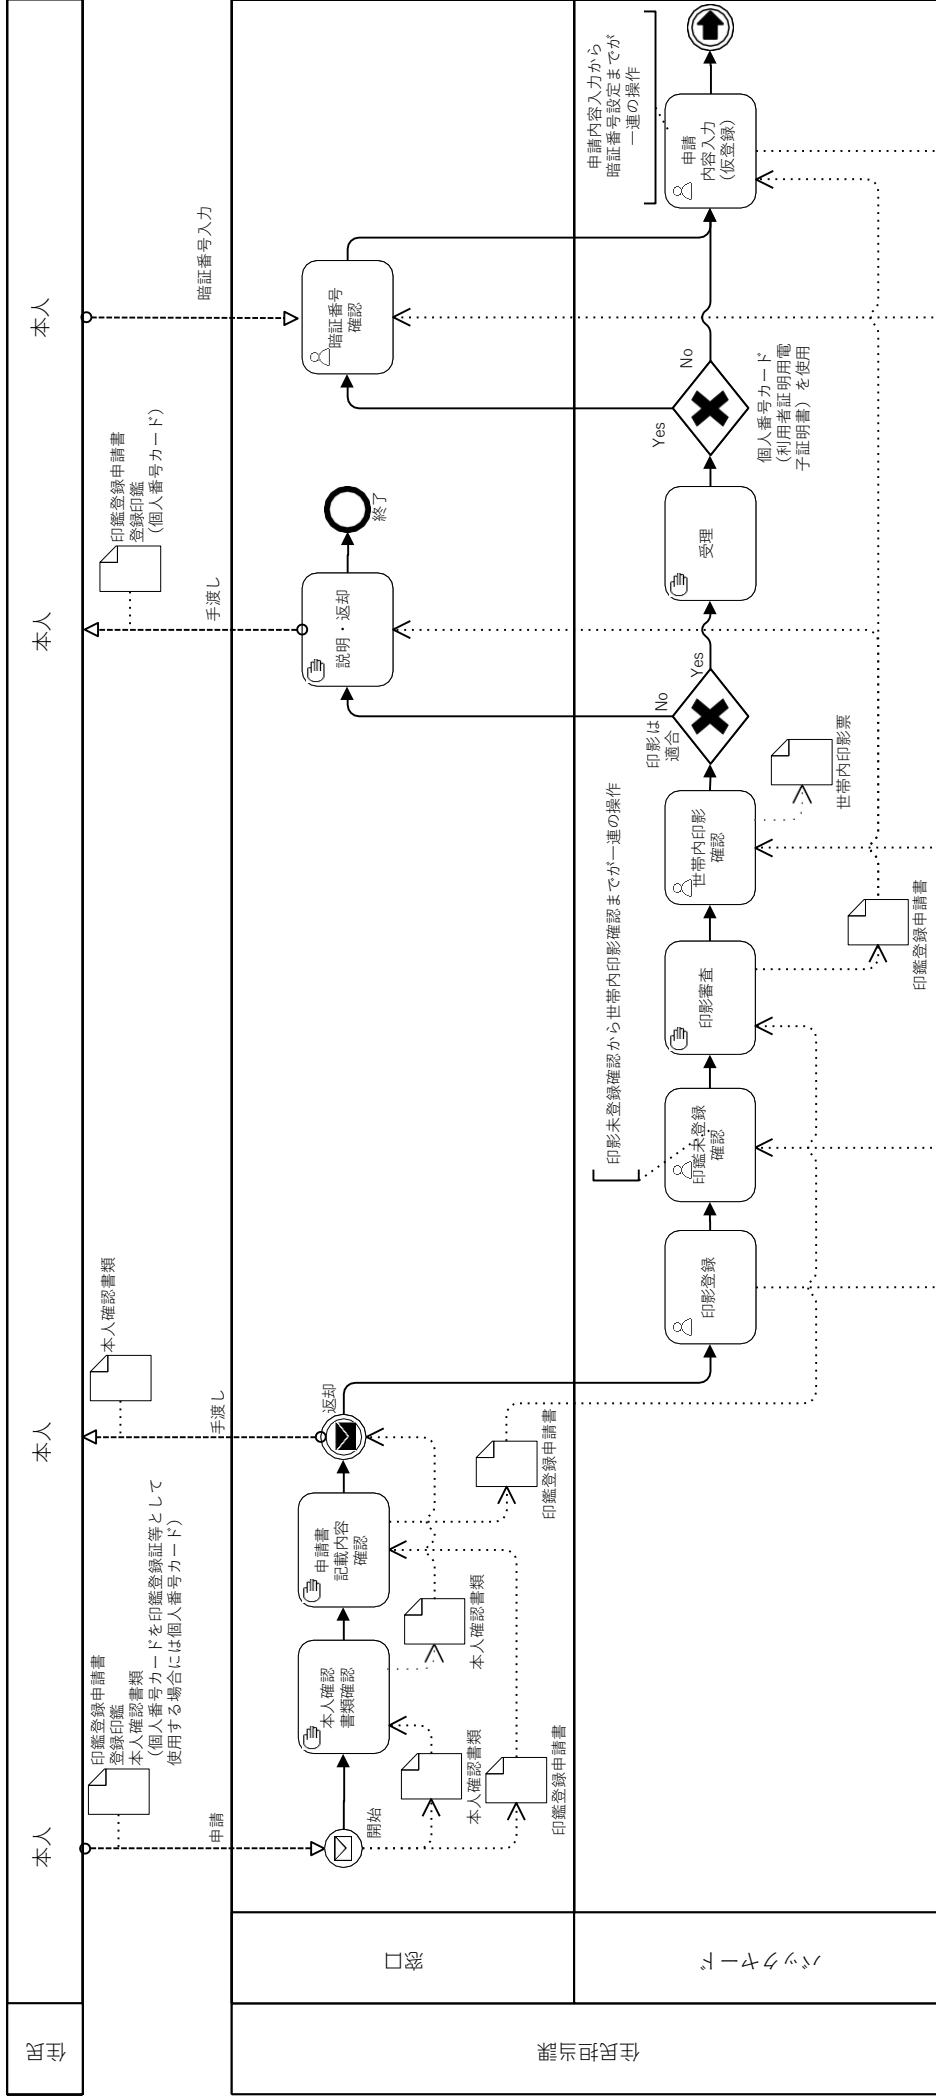 住民
本人
本人
本人
本人
印鑑登録申請書
登録印鑑
本人確認書類
（個人番号カードを印鑑登録証等として
使用する場合には個人番号カード）
申請
本人確認書類
手渡し
印鑑登録申請書
登録印鑑
（個人番号カード）
手渡し
暗証番号入力
住民担当課
窓口
開始
本人確認書類
印鑑登録申請書
本人確認
書類確認
本人確認書類
申請書
記載内容
確認
印鑑登録申請書
返却
説明・返却
終了
暗証番号
確認
バックヤード
印影登録
印鑑未登録
確認
印影未登録確認から世帯内印影確認までが一連の操作
印影審査
印鑑登録申請書
世帯内印影
確認
世帯内印影票
印影は
適合
No
Yes
受理
Yes
No
個人番号カード
（利用者証明用電
子証明書）を使用
申請
内容入力
（仮登録）
申請内容入力から
暗証番号設定までが
一連の操作